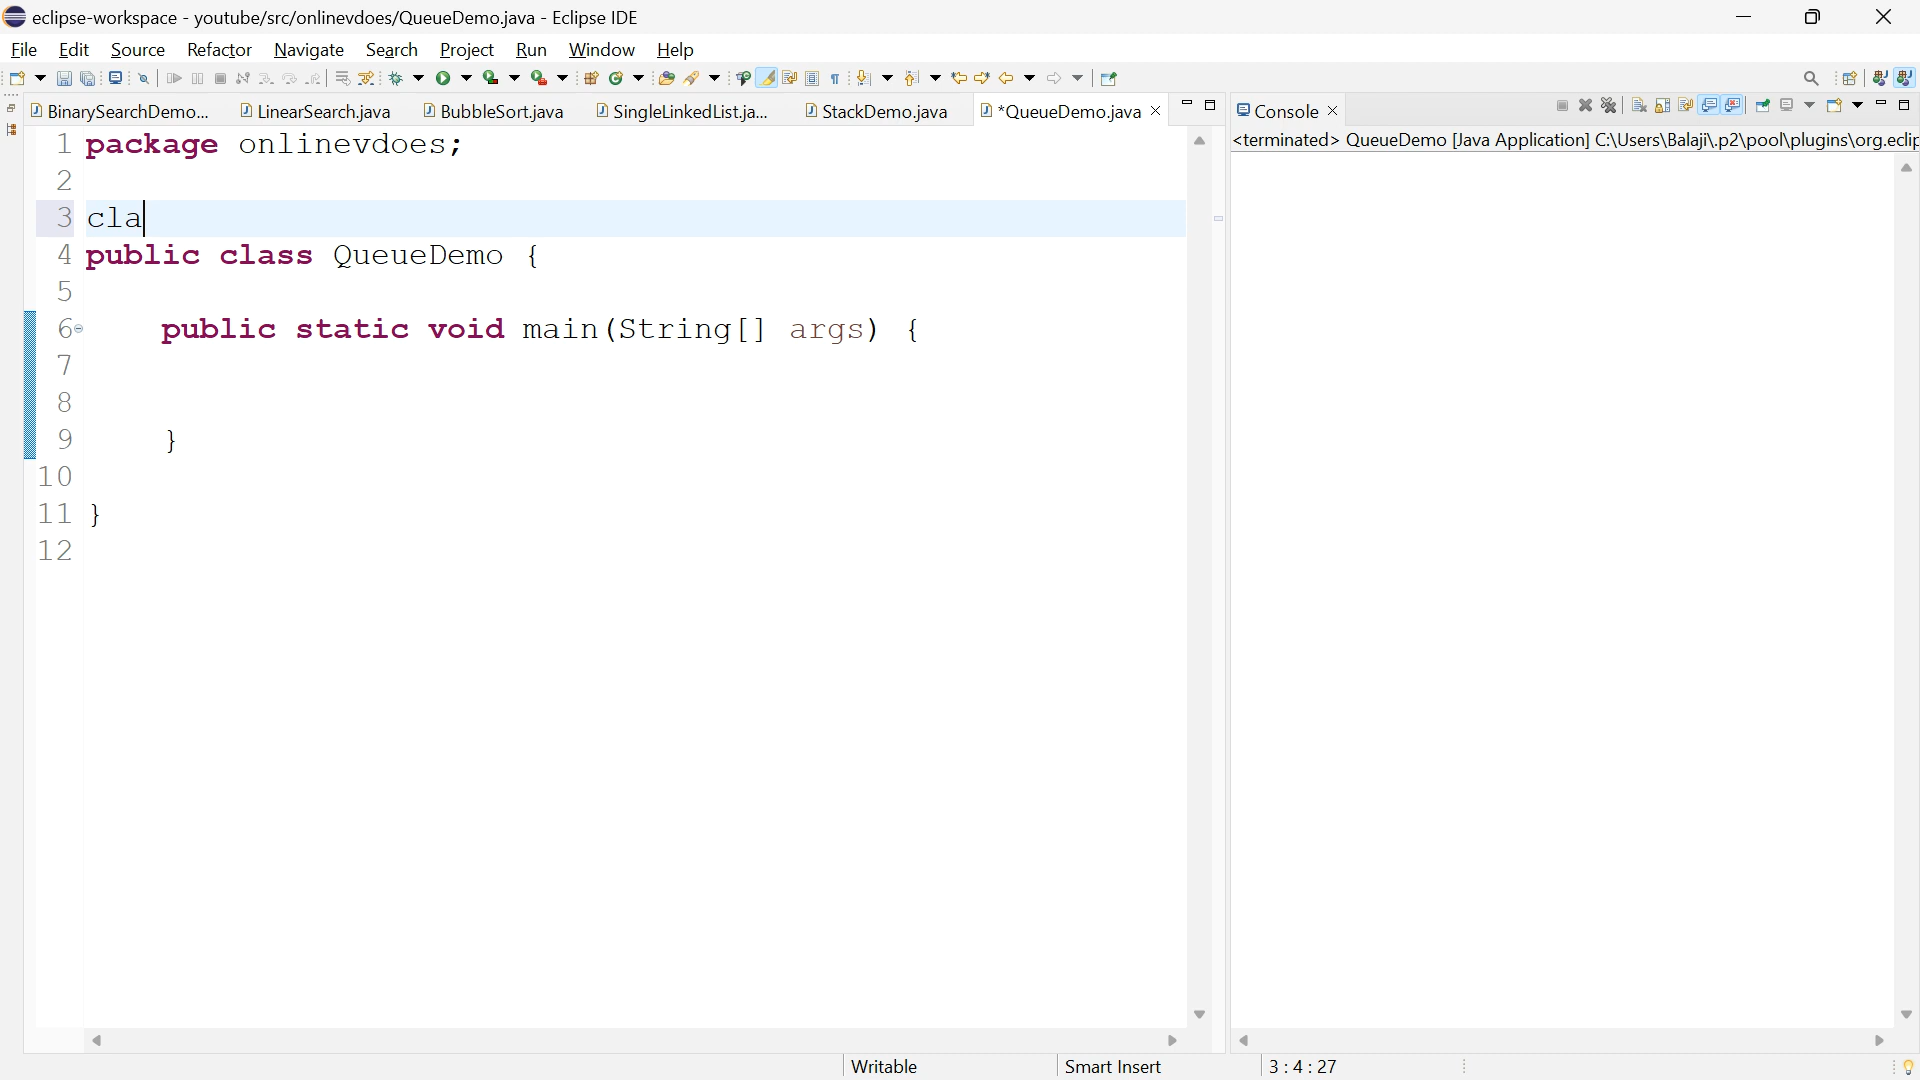 eclipse-workspace - youtube/src/onlinevdoes/QueueDemo.java - Eclipse IDE
File Edit Source Refactor Navigate Search Project Run Window Help
BinarySearchDemo... LinearSearch.java BubbleSort.java SingleLinkedList.ja... StackDemo.java *QueueDemo.java Console
<terminated> QueueDemo [Java Application] C:\Users\Balaji\.p2\pool\plugins\org.eclip
1 package onlinevdoes;
2
3 cla
4 public class QueueDemo {
5
6 public static void main(String[] args) {
7
8
9 }
10
11 }
12
Writable Smart Insert 3 : 4 : 27